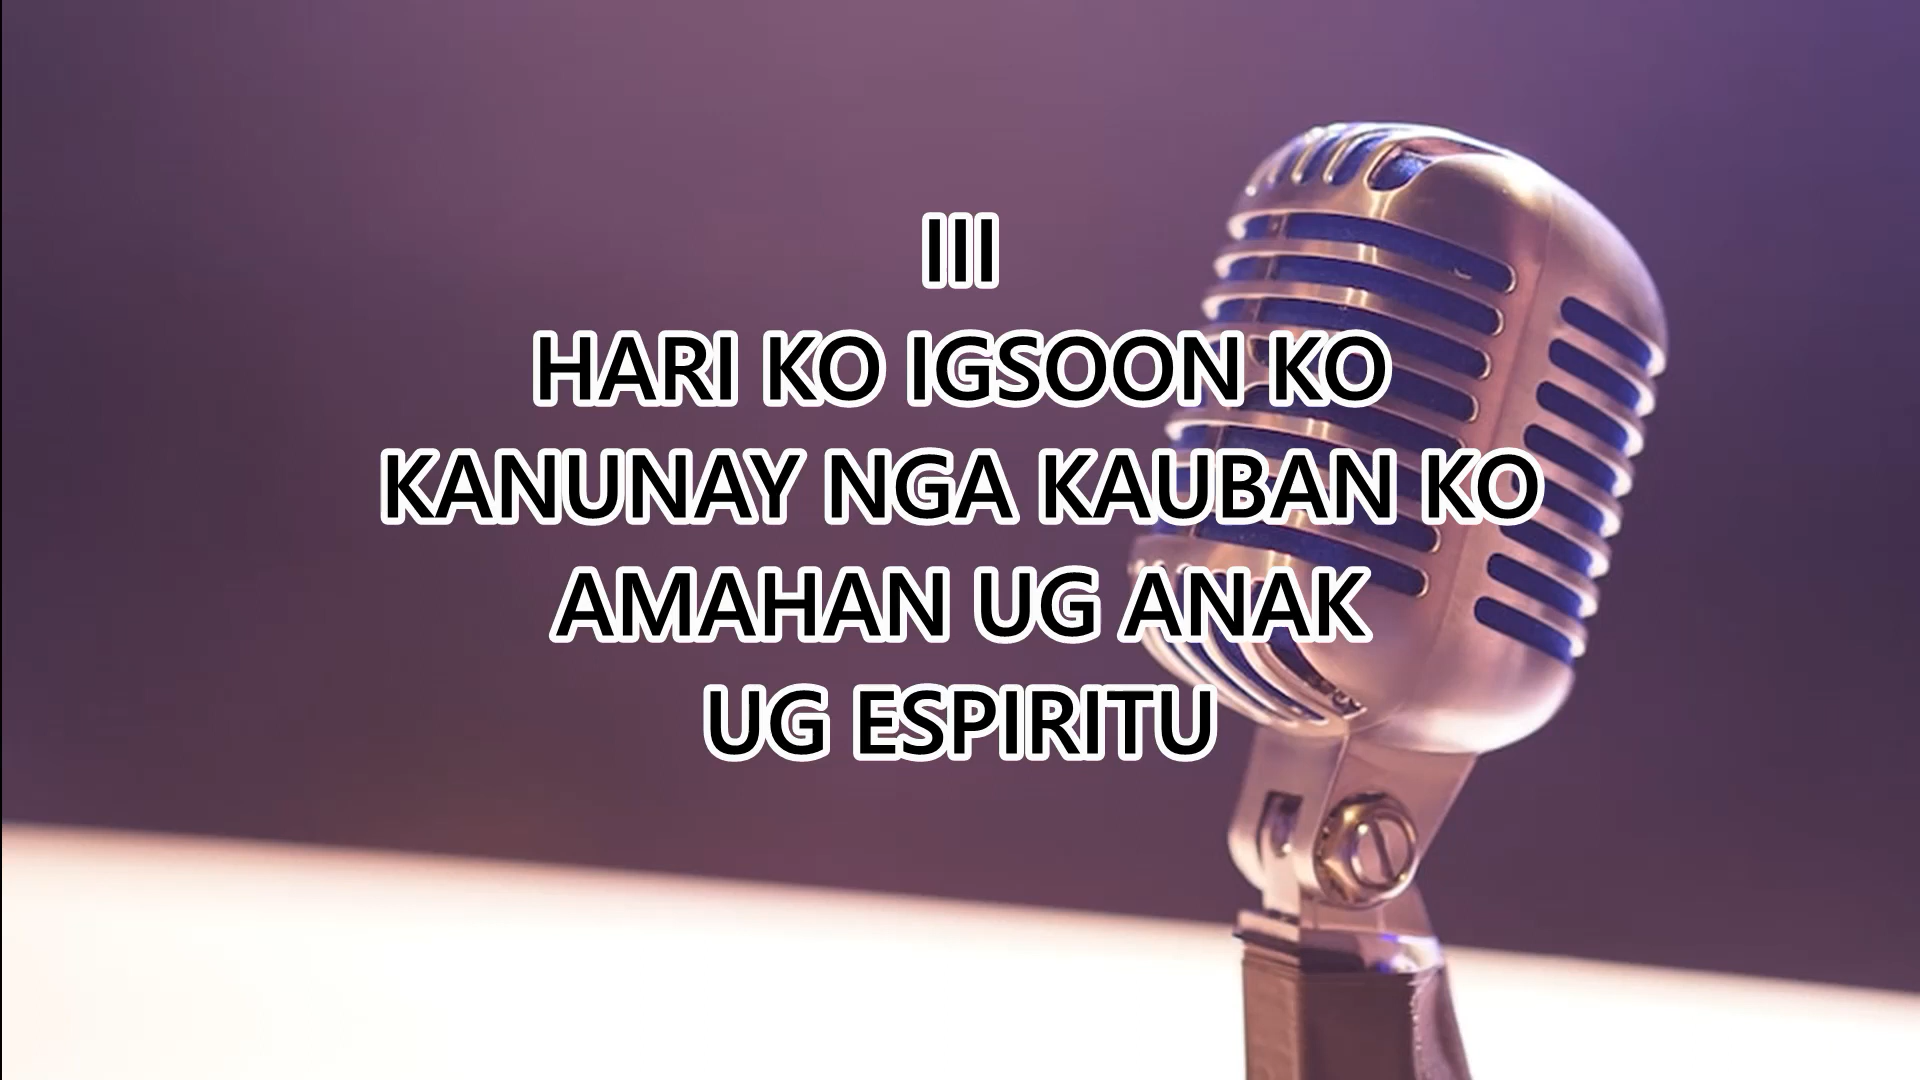 III
HARI KO IGSOON KO
KANUNAY NGA KAUBAN KO
AMAHAN UG ANAK
UG ESPIRITU